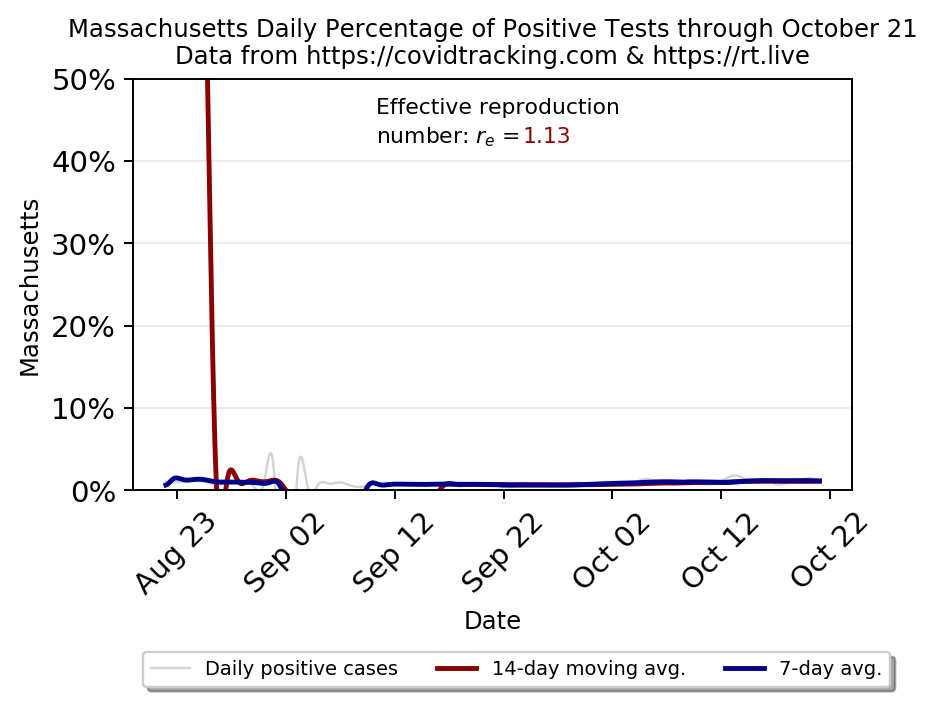 Massachusetts Daily Percentage of Positive Tests through October 21
Data from https://covidtracking.com & https://rt.live
50%
40%
30%
20%
10%
0%
Massachusetts
Effective reproduction
number: rₑ =1.13
Aug 23
Sep 02
Sep 12
Sep 22
Oct 02
Oct 12
Oct 22
Date
Daily positive cases
14-day moving avg.
7-day avg.